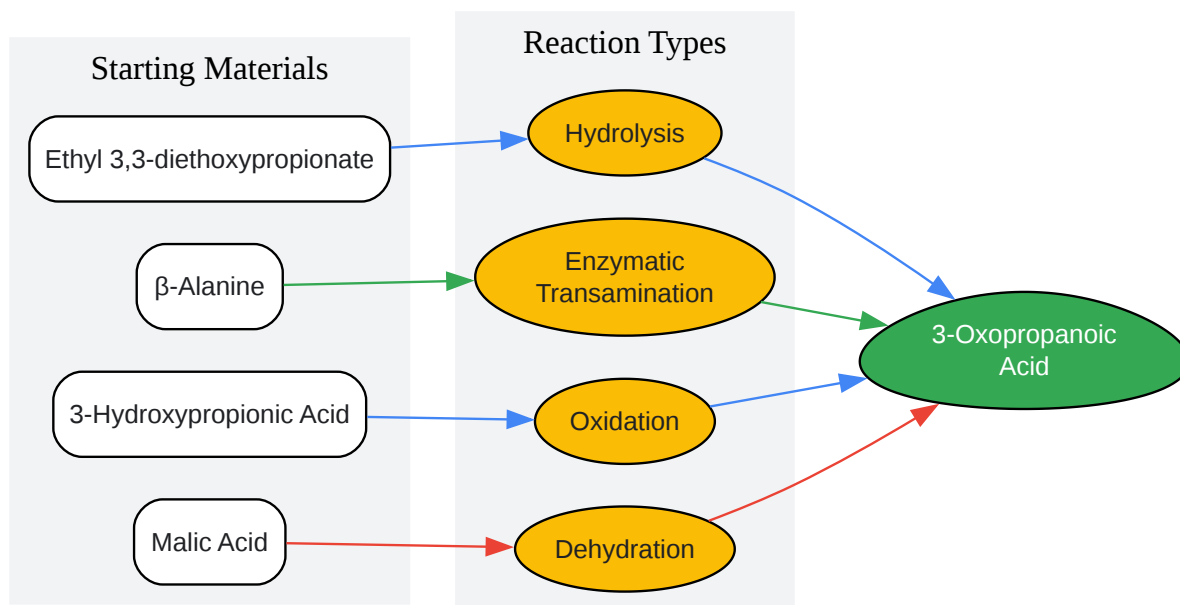 Starting Materials
Ethyl 3,3-diethoxypropionate
β-Alanine
3-Hydroxypropionic Acid
Malic Acid
Reaction Types
Hydrolysis
Enzymatic
Transamination
Oxidation
Dehydration
3-Oxopropanoic
Acid